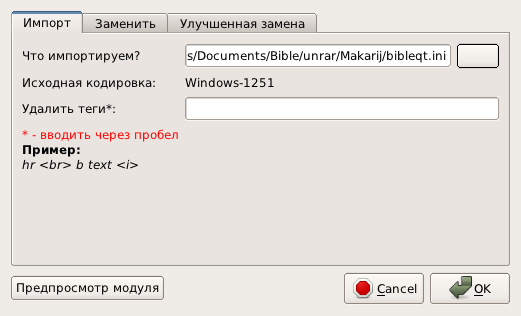 Импорт Заменить Улучшенная замена
Что импортируем? s/Documents/Bible/unrar/Makarij/bibleqt.ini
Исходная кодировка: Windows-1251
Удалить теги*:
* - вводить через пробел
Пример:
hr <br> b text <i>
Предпросмотр модуля Cancel OK